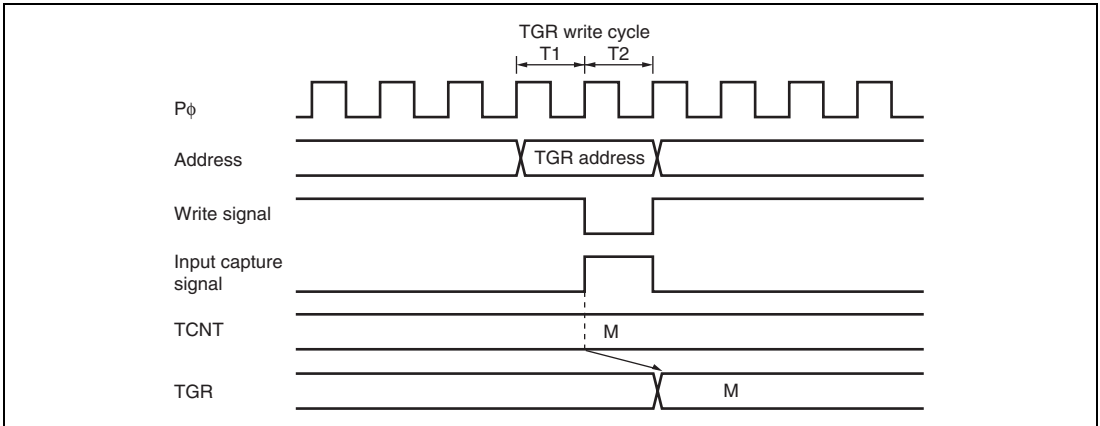 TGR write cycle
T1 T2
Pϕ
Address
TGR address
Write signal
Input capture
signal
TCNT
M
TGR
M